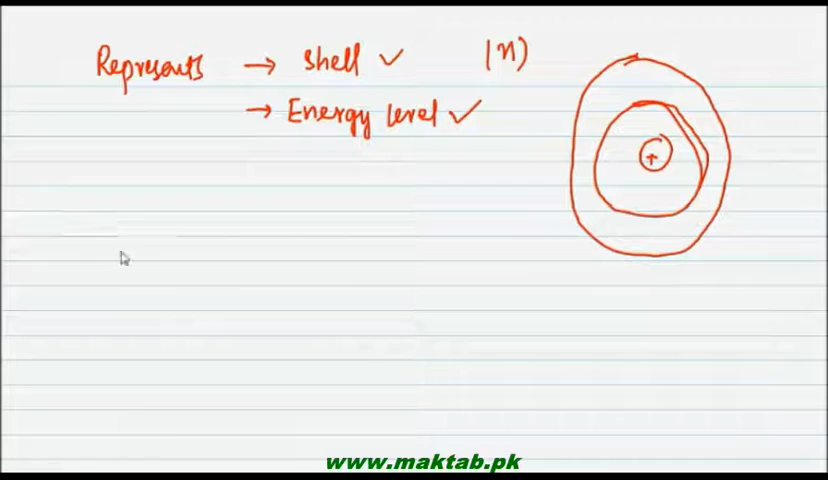 Represents → Shell ✓ (n)
→ Energy level ✓
+
www.maktab.pk